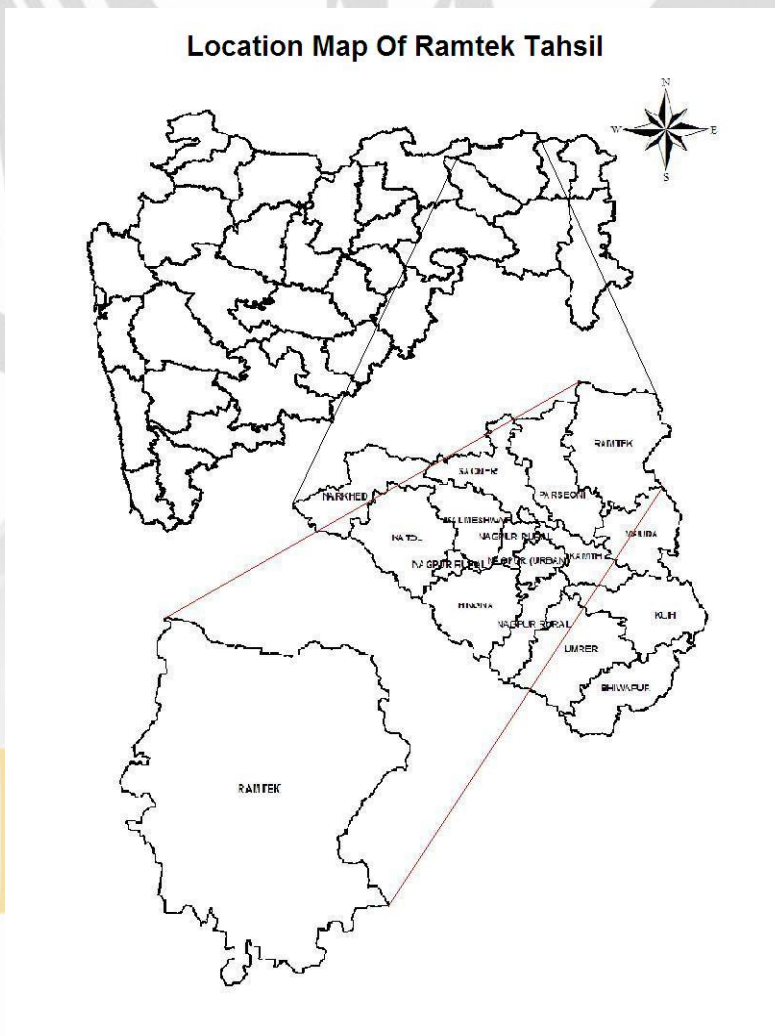 Location Map Of Ramtek Tahsil
N
W
E
S
RAMTEK
SAONER
PARSEONI
NARKHED
KALMESHWAR
KATOL
NAGPUR RURAL
MAUDA
NAGPUR RURAL
NAGPUR (URBAN)
KAMTHI
HINGNA
KUHI
NAGPUR RURAL
UMRER
BHIWAPUR
RAMTEK